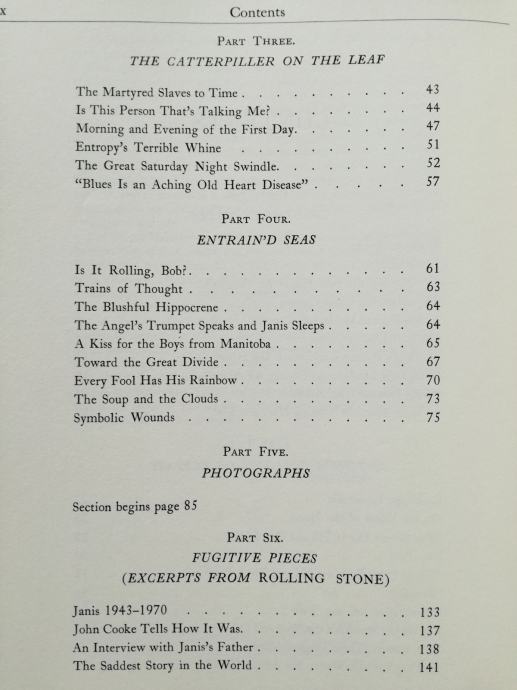 x Contents
PART THREE.
THE CATTERPILLER ON THE LEAF
The Martyred Slaves to Time . . . . . . . . . . 43
Is This Person That's Talking Me? . . . . . . . . 44
Morning and Evening of the First Day. . . . . . . 47
Entropy's Terrible Whine . . . . . . . . . . 51
The Great Saturday Night Swindle. . . . . . . . 52
"Blues Is an Aching Old Heart Disease" . . . . . 57
PART FOUR.
ENTRAIN'D SEAS
Is It Rolling, Bob? . . . . . . . . . . . . . 61
Trains of Thought . . . . . . . . . . . . 63
The Blushful Hippocrene . . . . . . . . . . . 64
The Angel's Trumpet Speaks and Janis Sleeps . . . . . 64
A Kiss for the Boys from Manitoba . . . . . . . . 65
Toward the Great Divide . . . . . . . . . . . 67
Every Fool Has His Rainbow . . . . . . . . . . 70
The Soup and the Clouds . . . . . . . . . . . 73
Symbolic Wounds . . . . . . . . . . . . 75
PART FIVE.
PHOTOGRAPHS
Section begins page 85
PART SIX.
FUGITIVE PIECES
(EXCERPTS FROM ROLLING STONE)
Janis 1943–1970 . . . . . . . . . . . . 133
John Cooke Tells How It Was. . . . . . . . . . 137
An Interview with Janis's Father . . . . . . . . . 138
The Saddest Story in the World . . . . . . . . . 141